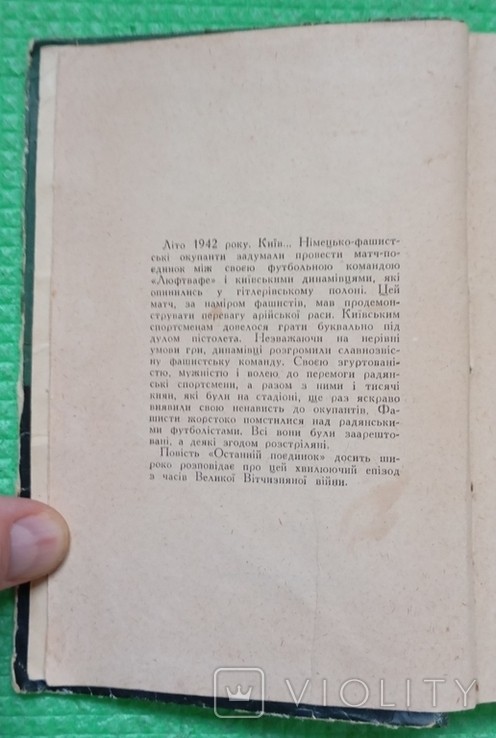 Літо 1942 року. Київ... Німецько-фашист-
ські окупанти задумали провести матч-по-
єдинок між своєю футбольною командою
«Люфтвафе» і київськими динамівцями, які
опинились у гітлерівському полоні. Цей
матч, за наміром фашистів, мав продемон-
струвати перевагу арійської раси. Київським
спортсменам довелося грати буквально під
дулом пістолета. Незважаючи на нерівні
умови гри, динамівці розгромили славнозвіс-
ну фашистську команду. Своєю згуртовані-
стю, мужністю і волею до перемоги радян-
ські спортсмени, а разом з ними і тисячі
киян, які були на стадіоні, ще раз яскраво
виявили свою ненависть до окупантів. Фа-
шисти жорстоко помстилися над радянськи-
ми футболістами. Всі вони були заарешто-
вані, а деякі згодом розстріляні.
Повість «Останній поєдинок» досить ши-
роко розповідає про цей хвилюючий епізод
з часів Великої Вітчизняної війни.
VIOLITY